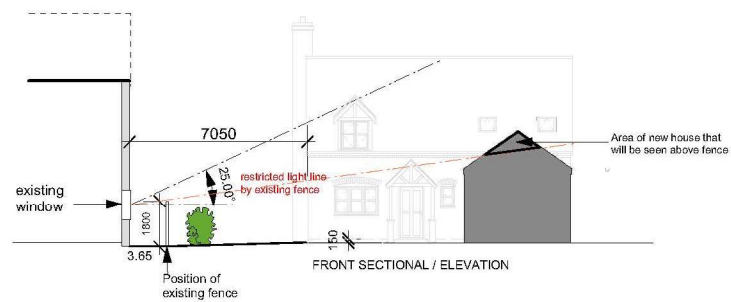 7050
25.00°
restricted light line
by existing fence
Area of new house that
will be seen above fence
existing
window
1800
150
3.65
FRONT SECTIONAL / ELEVATION
Position of
existing fence